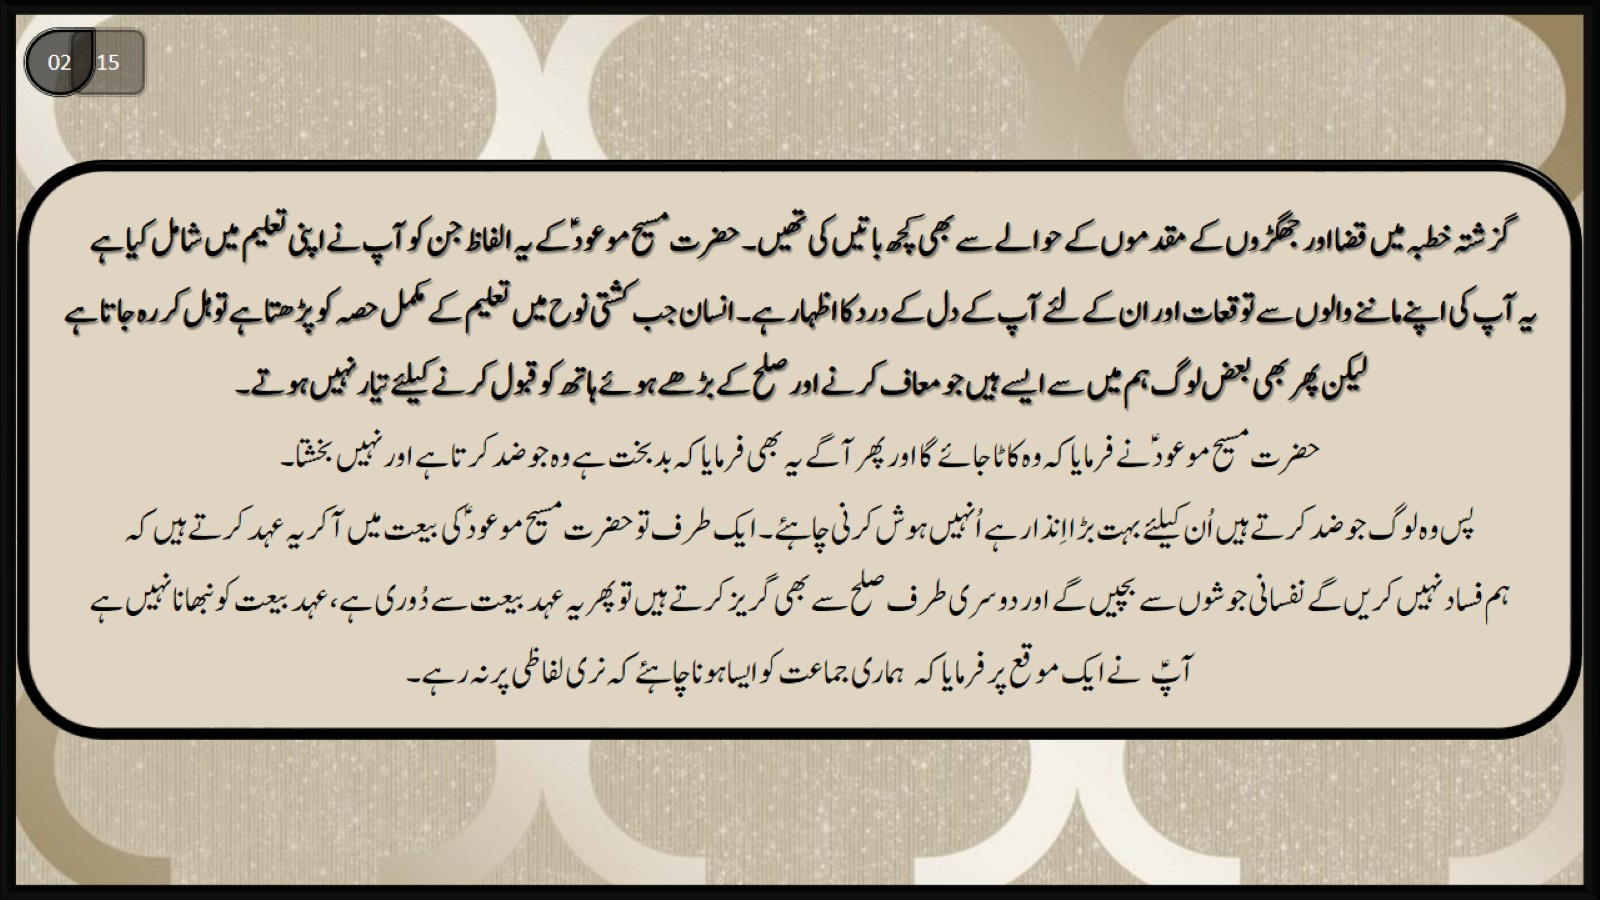 02 15
گزشتہ خطبہ میں قضا اور جھگڑوں کے مقدموں کے حوالے سے بھی کچھ باتیں کی تھیں۔ حضرت مسیح موعودؑ کے یہ الفاظ جن کو آپ نے اپنی تعلیم میں شامل کیا ہے
یہ آپ کی اپنے ماننے والوں سے توقعات اور ان کے لئے آپ کے دل کے درد کا اظہار ہے۔ انسان جب کشتی نوح میں تعلیم کے مکمل حصہ کو پڑھتا ہے تو ہل کر رہ جاتا ہے
لیکن پھر بھی بعض لوگ ہم میں سے ایسے ہیں جو معاف کرنے اور صلح کے بڑھے ہوئے ہاتھ کو قبول کرنے کیلئے تیار نہیں ہوتے۔
حضرت مسیح موعودؑ نے فرمایا کہ وہ کاٹا جائے گا اور پھر آگے یہ بھی فرمایا کہ بدبخت ہے وہ جو ضد کرتا ہے اور نہیں بخشتا۔
پس وہ لوگ جو ضد کرتے ہیں اُن کیلئے بہت بڑا اِنذار ہے اُنہیں ہوش کرنی چاہئے۔ ایک طرف تو حضرت مسیح موعودؑ کی بیعت میں آ کر یہ عہد کرتے ہیں کہ
ہم فساد نہیں کریں گے نفسانی جوشوں سے بچیں گے اور دوسری طرف صلح سے بھی گریز کرتے ہیں تو پھر یہ عہد بیعت سے دُوری ہے، عہد بیعت کو نبھانا نہیں ہے
آپؑ نے ایک موقع پر فرمایا کہ ہماری جماعت کو ایسا ہونا چاہئے کہ نری لفاظی پر نہ رہے۔